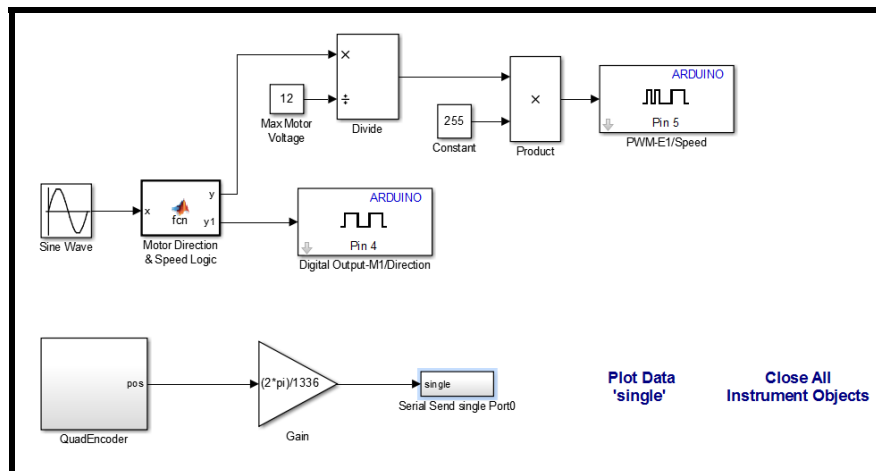 ×
÷
Divide
12
Max Motor
Voltage
255
Constant
×
Product
ARDUINO
Pin 5
PWM-E1/Speed
Sine Wave
x
fcn
y
y1
Motor Direction
& Speed Logic
ARDUINO
Pin 4
Digital Output-M1/Direction
pos
QuadEncoder
(2*pi)/1336
Gain
single
Serial Send single Port0
Plot Data
'single'
Close All
Instrument Objects